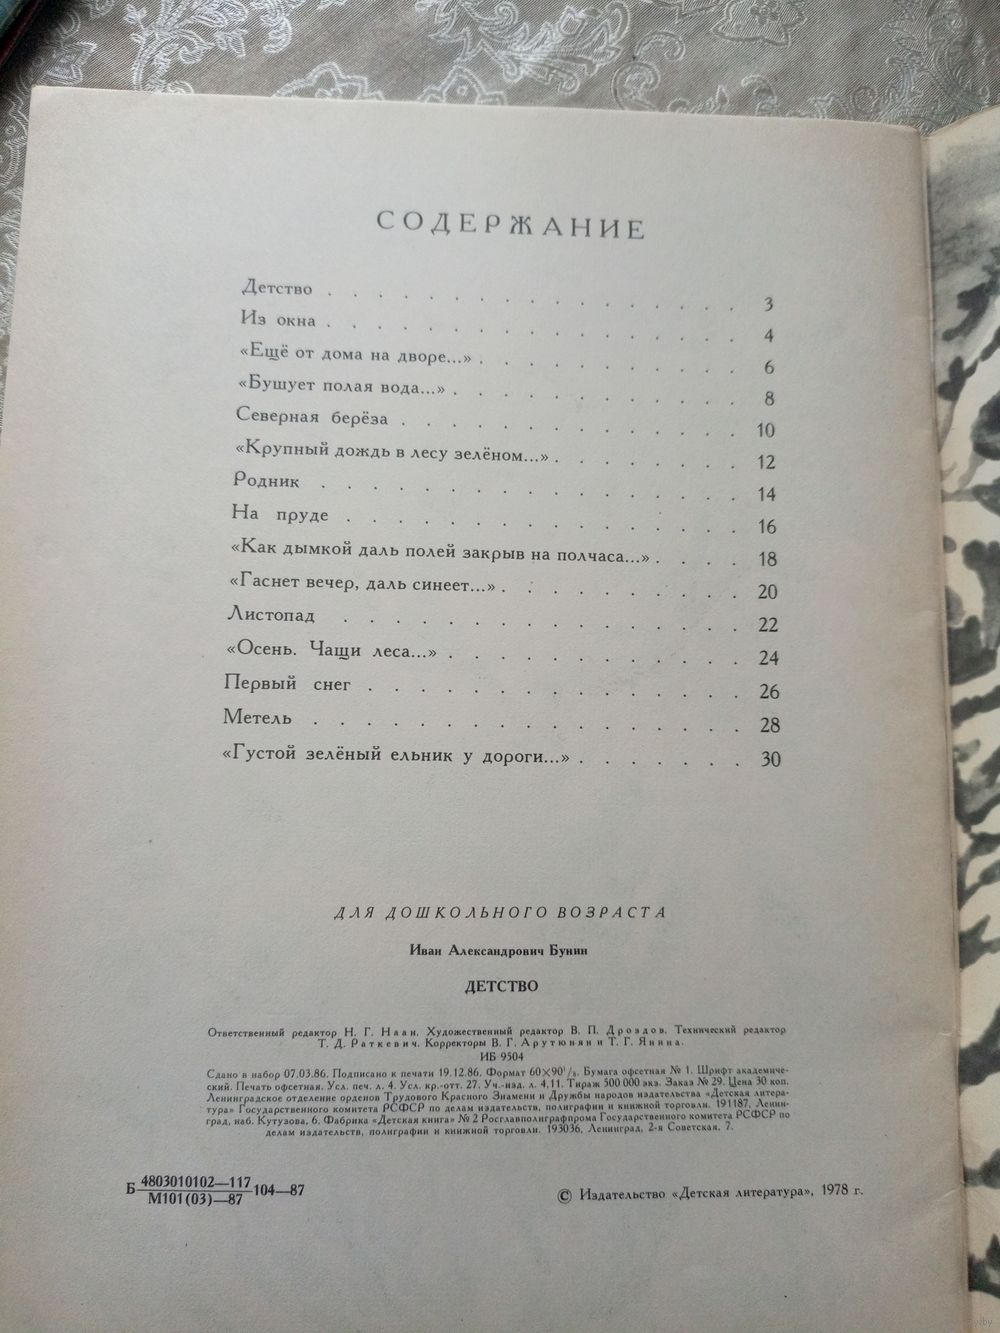 СОДЕРЖАНИЕ
Детство . . . . . . . . . . . . . . . . . . 3
Из окна . . . . . . . . . . . . . . . . . 4
«Ещё от дома на дворе...» . . . . . . . . . . . 6
«Бушует полая вода...» . . . . . . . . . . . . 8
Северная берёза . . . . . . . . . . . . . . 10
«Крупный дождь в лесу зелёном...» . . . . . . . . 12
Родник . . . . . . . . . . . . . . . . . 14
На пруде . . . . . . . . . . . . . . . . 16
«Как дымкой даль полей закрыв на полчаса...» . . . . 18
«Гаснет вечер, даль синеет...» . . . . . . . . . . 20
Листопад . . . . . . . . . . . . . . . . 22
«Осень. Чащи леса...» . . . . . . . . . . . . 24
Первый снег . . . . . . . . . . . . . . . 26
Метель . . . . . . . . . . . . . . . . . 28
«Густой зелёный ельник у дороги...» . . . . . . . 30
ДЛЯ ДОШКОЛЬНОГО ВОЗРАСТА
Иван Александрович Бунин
ДЕТСТВО
Ответственный редактор Н. Г. Наан. Художественный редактор В. П. Дроздов. Технический редактор
Т. Д. Раткевич. Корректоры В. Г. Арутюнян и Т. Г. Янина.
ИБ 9504
Сдано в набор 07.03.86. Подписано к печати 19.12.86. Формат 60×90¹/₈. Бумага офсетная № 1. Шрифт академиче-
ский. Печать офсетная. Усл. печ. л. 4. Усл. кр.-отт. 27. Уч.-изд. л. 4,11. Тираж 500 000 экз. Заказ № 29. Цена 30 коп.
Ленинградское отделение орденов Трудового Красного Знамени и Дружбы народов издательства «Детская литера-
тура» Государственного комитета РСФСР по делам издательств, полиграфии и книжной торговли. 191187, Ленин-
град, наб. Кутузова, 6. Фабрика «Детская книга» № 2 Росглавполиграфпрома Государственного комитета РСФСР по
делам издательств, полиграфии и книжной торговли. 193036, Ленинград, 2-я Советская, 7.
Б 4803010102—117
М101(03)—87 104—87
© Издательство «Детская литература», 1978 г.